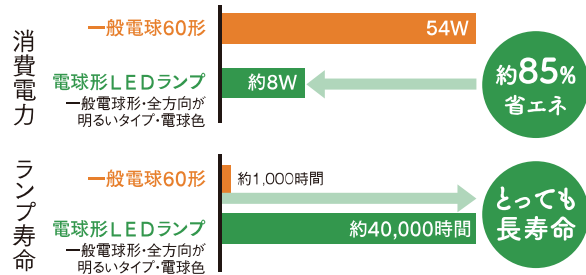 消費電力
一般電球60形
54W
電球形LEDランプ
一般電球形・全方向が
明るいタイプ・電球色
約8W
約85%
省エネ
ランプ寿命
一般電球60形
約1,000時間
電球形LEDランプ
一般電球形・全方向が
明るいタイプ・電球色
約40,000時間
とっても
長寿命